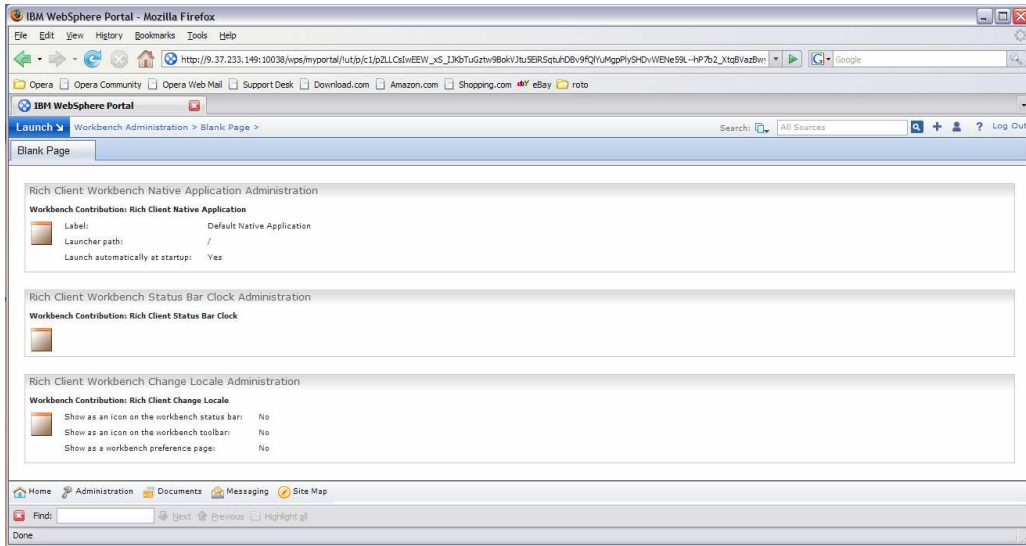 IBM WebSphere Portal - Mozilla Firefox
File Edit View History Bookmarks Tools Help
Google
Opera Opera Community Opera Web Mail Support Desk Download.com Amazon.com Shopping.com ebY eBay roto
IBM WebSphere Portal
Launch Workbench Administration > Blank Page > Search: All Sources ? Log Out
Blank Page
Rich Client Workbench Native Application Administration
Workbench Contribution: Rich Client Native Application
Label: Default Native Application
Launcher path: /
Launch automatically at startup: Yes
Rich Client Workbench Status Bar Clock Administration
Workbench Contribution: Rich Client Status Bar Clock
Rich Client Workbench Change Locale Administration
Workbench Contribution: Rich Client Change Locale
Show as an icon on the workbench status bar: No
Show as an icon on the workbench toolbar: No
Show as a workbench preference page: No
Home Administration Documents Messaging Site Map
Find: Next Previous Highlight all
Done